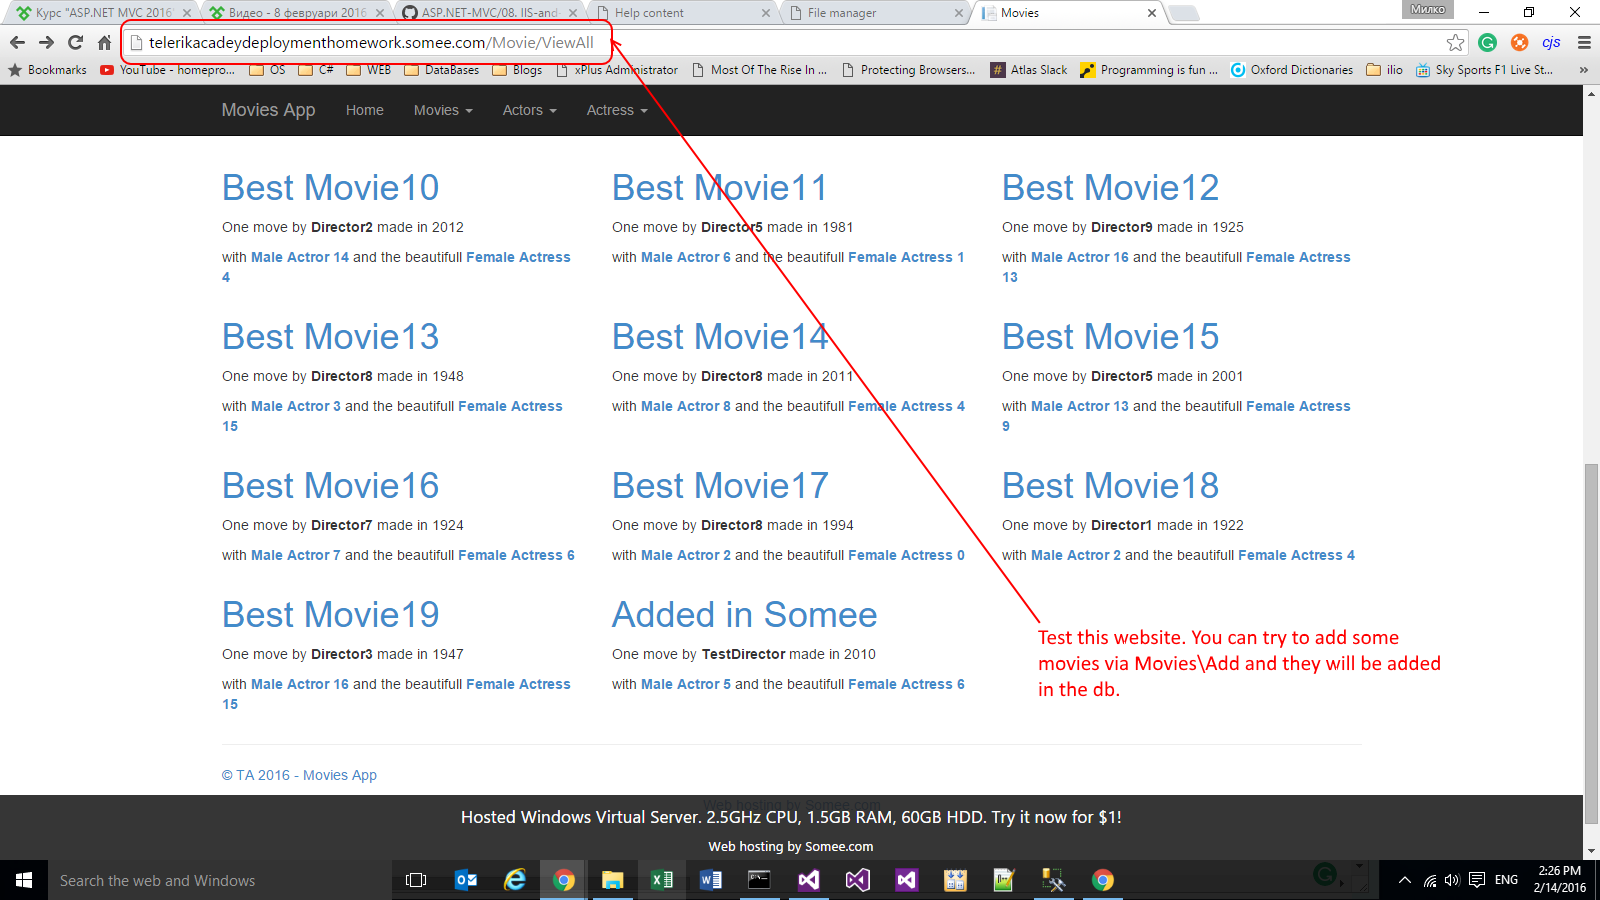 Курс "ASP.NET MVC 2016"
Видео - 8 февруари 2016
ASP.NET-MVC/08. IIS-and-
Help content
File manager
Movies
Милко
telerikacadeydeploymenthomework.somee.com/Movie/ViewAll
cjs
Bookmarks
YouTube - homepro...
OS
C#
WEB
DataBases
Blogs
xPlus Administrator
Most Of The Rise In ...
Protecting Browsers...
Atlas Slack
Programming is fun ...
Oxford Dictionaries
ilio
Sky Sports F1 Live St...
»
Movies App
Home
Movies
Actors
Actress
Best Movie10
One move by Director2 made in 2012
with Male Actror 14 and the beautifull Female Actress
4
Best Movie11
One move by Director5 made in 1981
with Male Actror 6 and the beautifull Female Actress 1
Best Movie12
One move by Director9 made in 1925
with Male Actror 16 and the beautifull Female Actress
13
Best Movie13
One move by Director8 made in 1948
with Male Actror 3 and the beautifull Female Actress
15
Best Movie14
One move by Director8 made in 2011
with Male Actror 8 and the beautifull Female Actress 4
Best Movie15
One move by Director5 made in 2001
with Male Actror 13 and the beautifull Female Actress
9
Best Movie16
One move by Director7 made in 1924
with Male Actror 7 and the beautifull Female Actress 6
Best Movie17
One move by Director8 made in 1994
with Male Actror 2 and the beautifull Female Actress 0
Best Movie18
One move by Director1 made in 1922
with Male Actror 2 and the beautifull Female Actress 4
Best Movie19
One move by Director3 made in 1947
with Male Actror 16 and the beautifull Female Actress
15
Added in Somee
One move by TestDirector made in 2010
with Male Actror 5 and the beautifull Female Actress 6
Test this website. You can try to add some
movies via Movies\Add and they will be added
in the db.
© TA 2016 - Movies App
Web hosting by Somee.com
Hosted Windows Virtual Server. 2.5GHz CPU, 1.5GB RAM, 60GB HDD. Try it now for $1!
Web hosting by Somee.com
Search the web and Windows
ENG
2:26 PM
2/14/2016